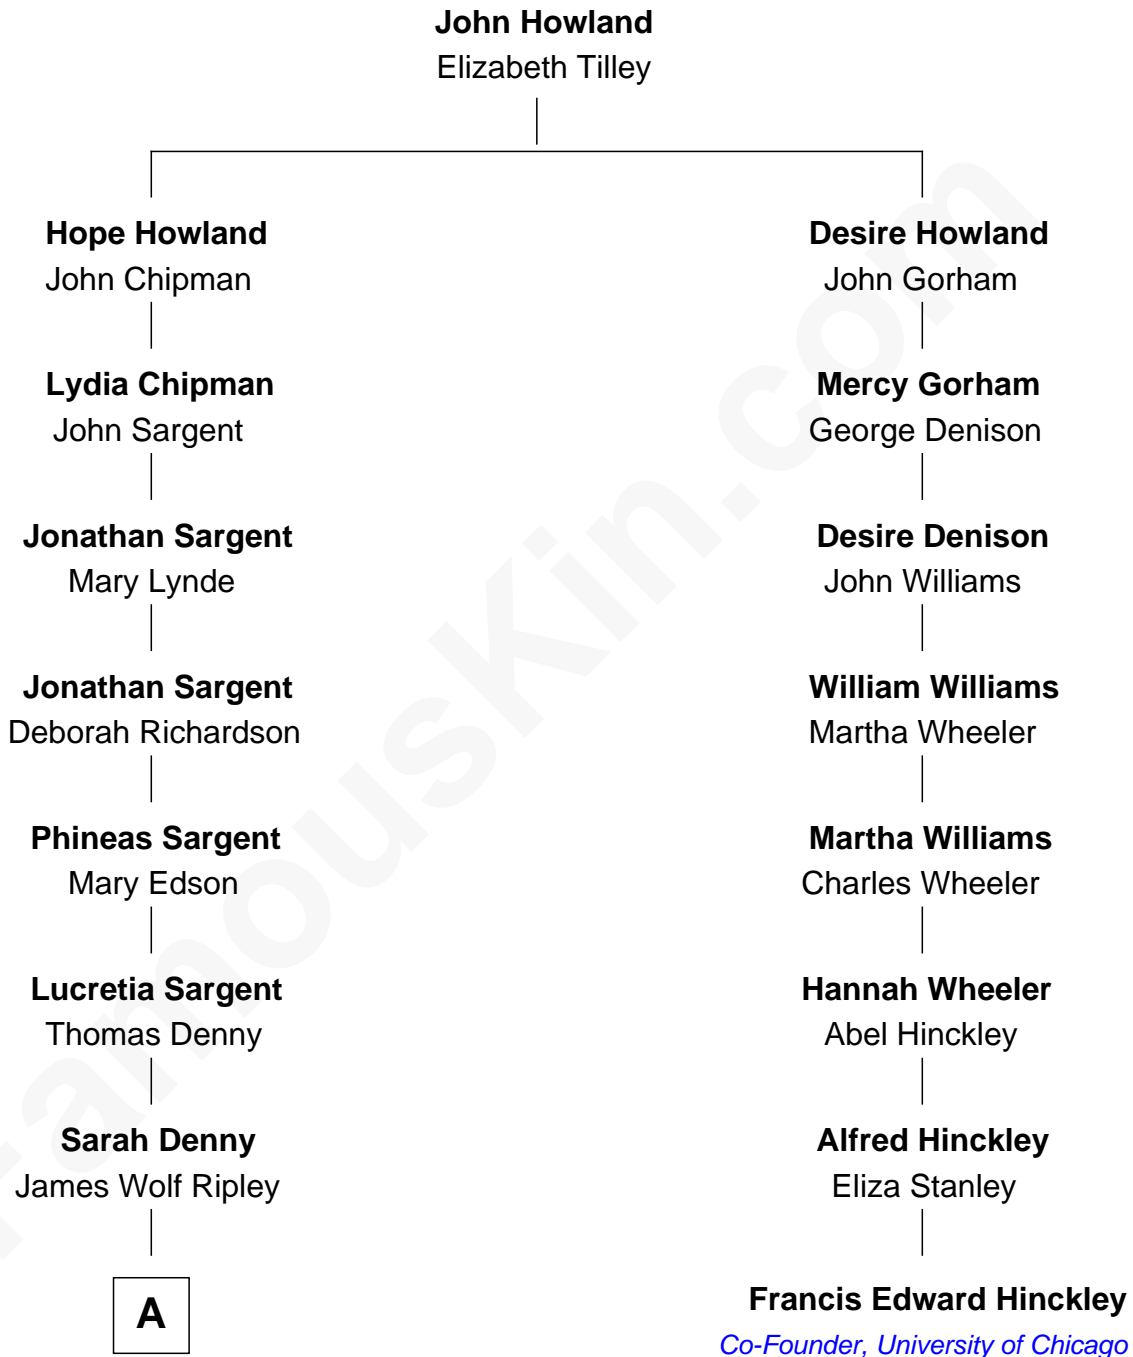 John Howland
Elizabeth Tilley
Hope Howland
John Chipman
Desire Howland
John Gorham
Lydia Chipman
John Sargent
Mercy Gorham
George Denison
Jonathan Sargent
Mary Lynde
Desire Denison
John Williams
Jonathan Sargent
Deborah Richardson
William Williams
Martha Wheeler
Phineas Sargent
Mary Edson
Martha Williams
Charles Wheeler
Lucretia Sargent
Thomas Denny
Hannah Wheeler
Abel Hinckley
Sarah Denny
James Wolf Ripley
Alfred Hinckley
Eliza Stanley
A
Francis Edward Hinckley
Co-Founder, University of Chicago
FamousKin.com